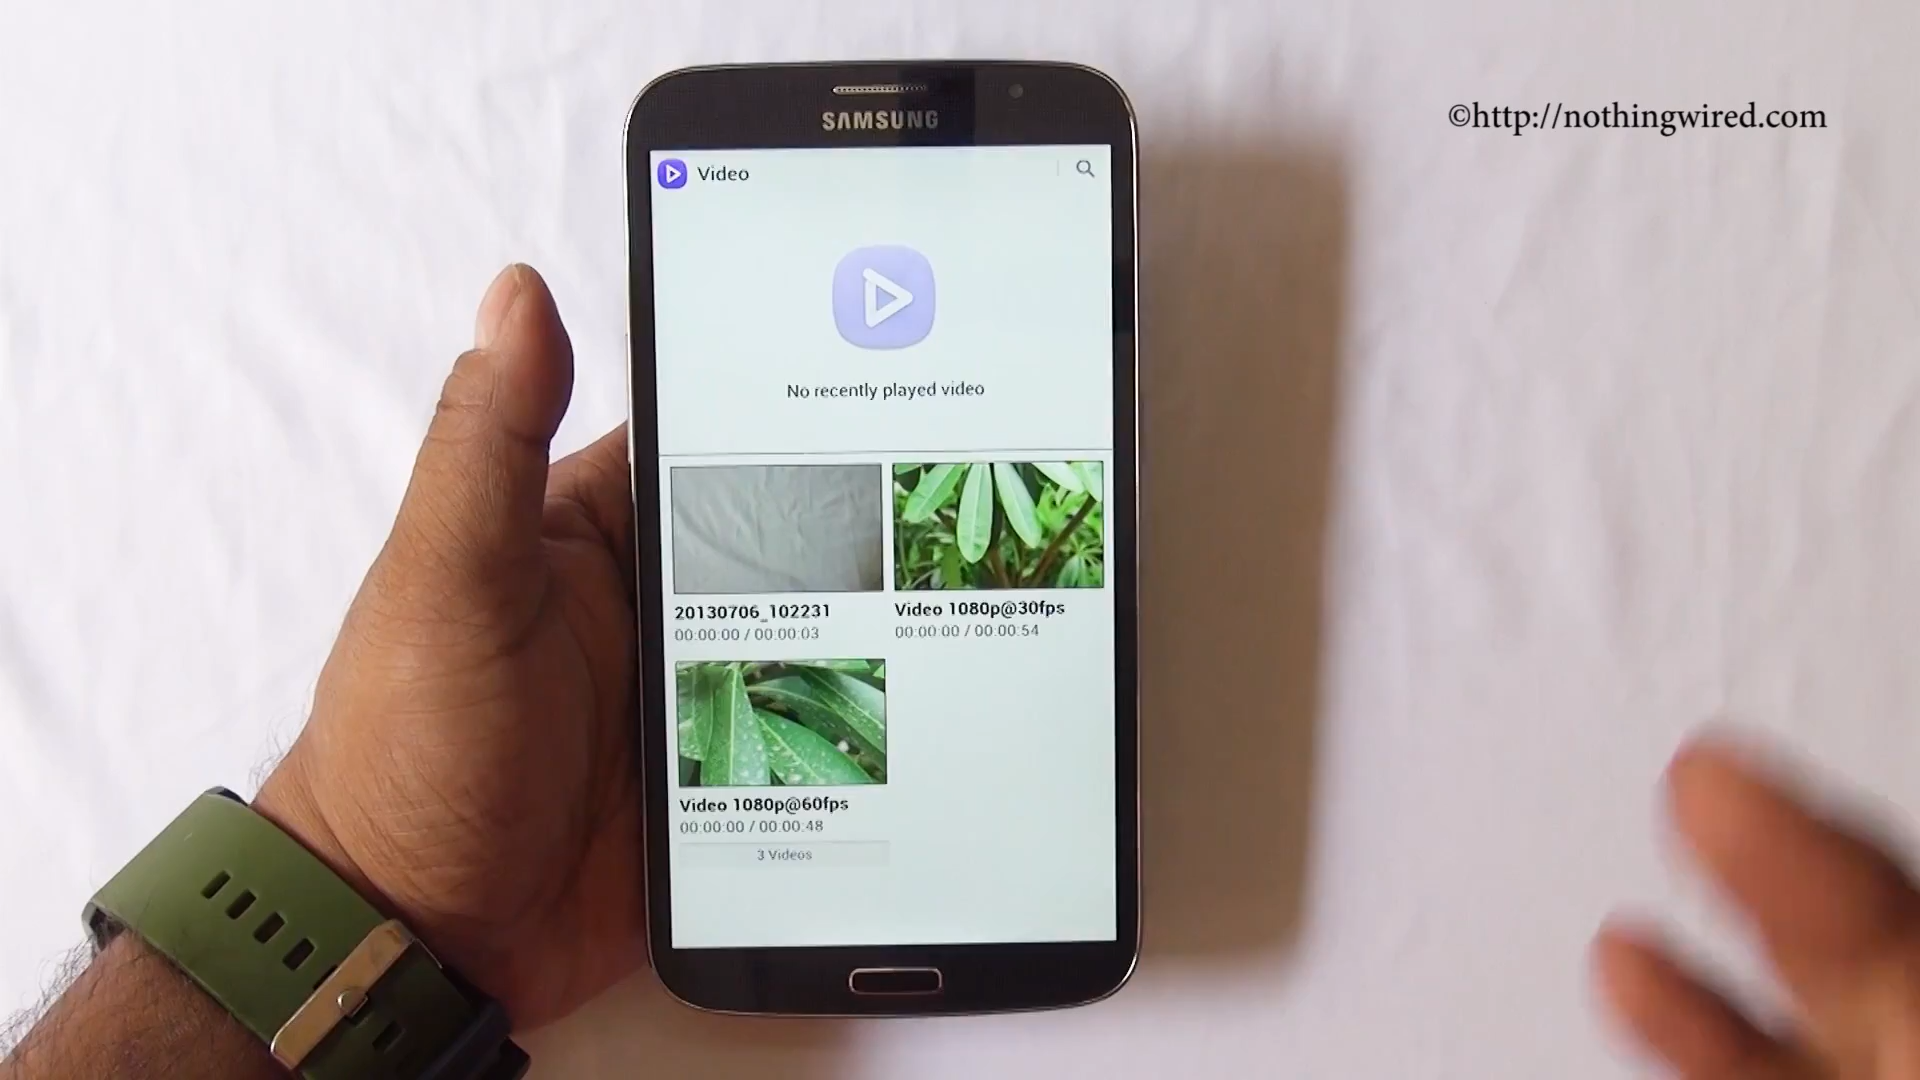 ©http://nothingwired.com
SAMSUNG
Video
No recently played video
20130706_102231
00:00:00 / 00:00:03
Video 1080p@30fps
00:00:00 / 00:00:54
Video 1080p@60fps
00:00:00 / 00:00:48
3 Videos